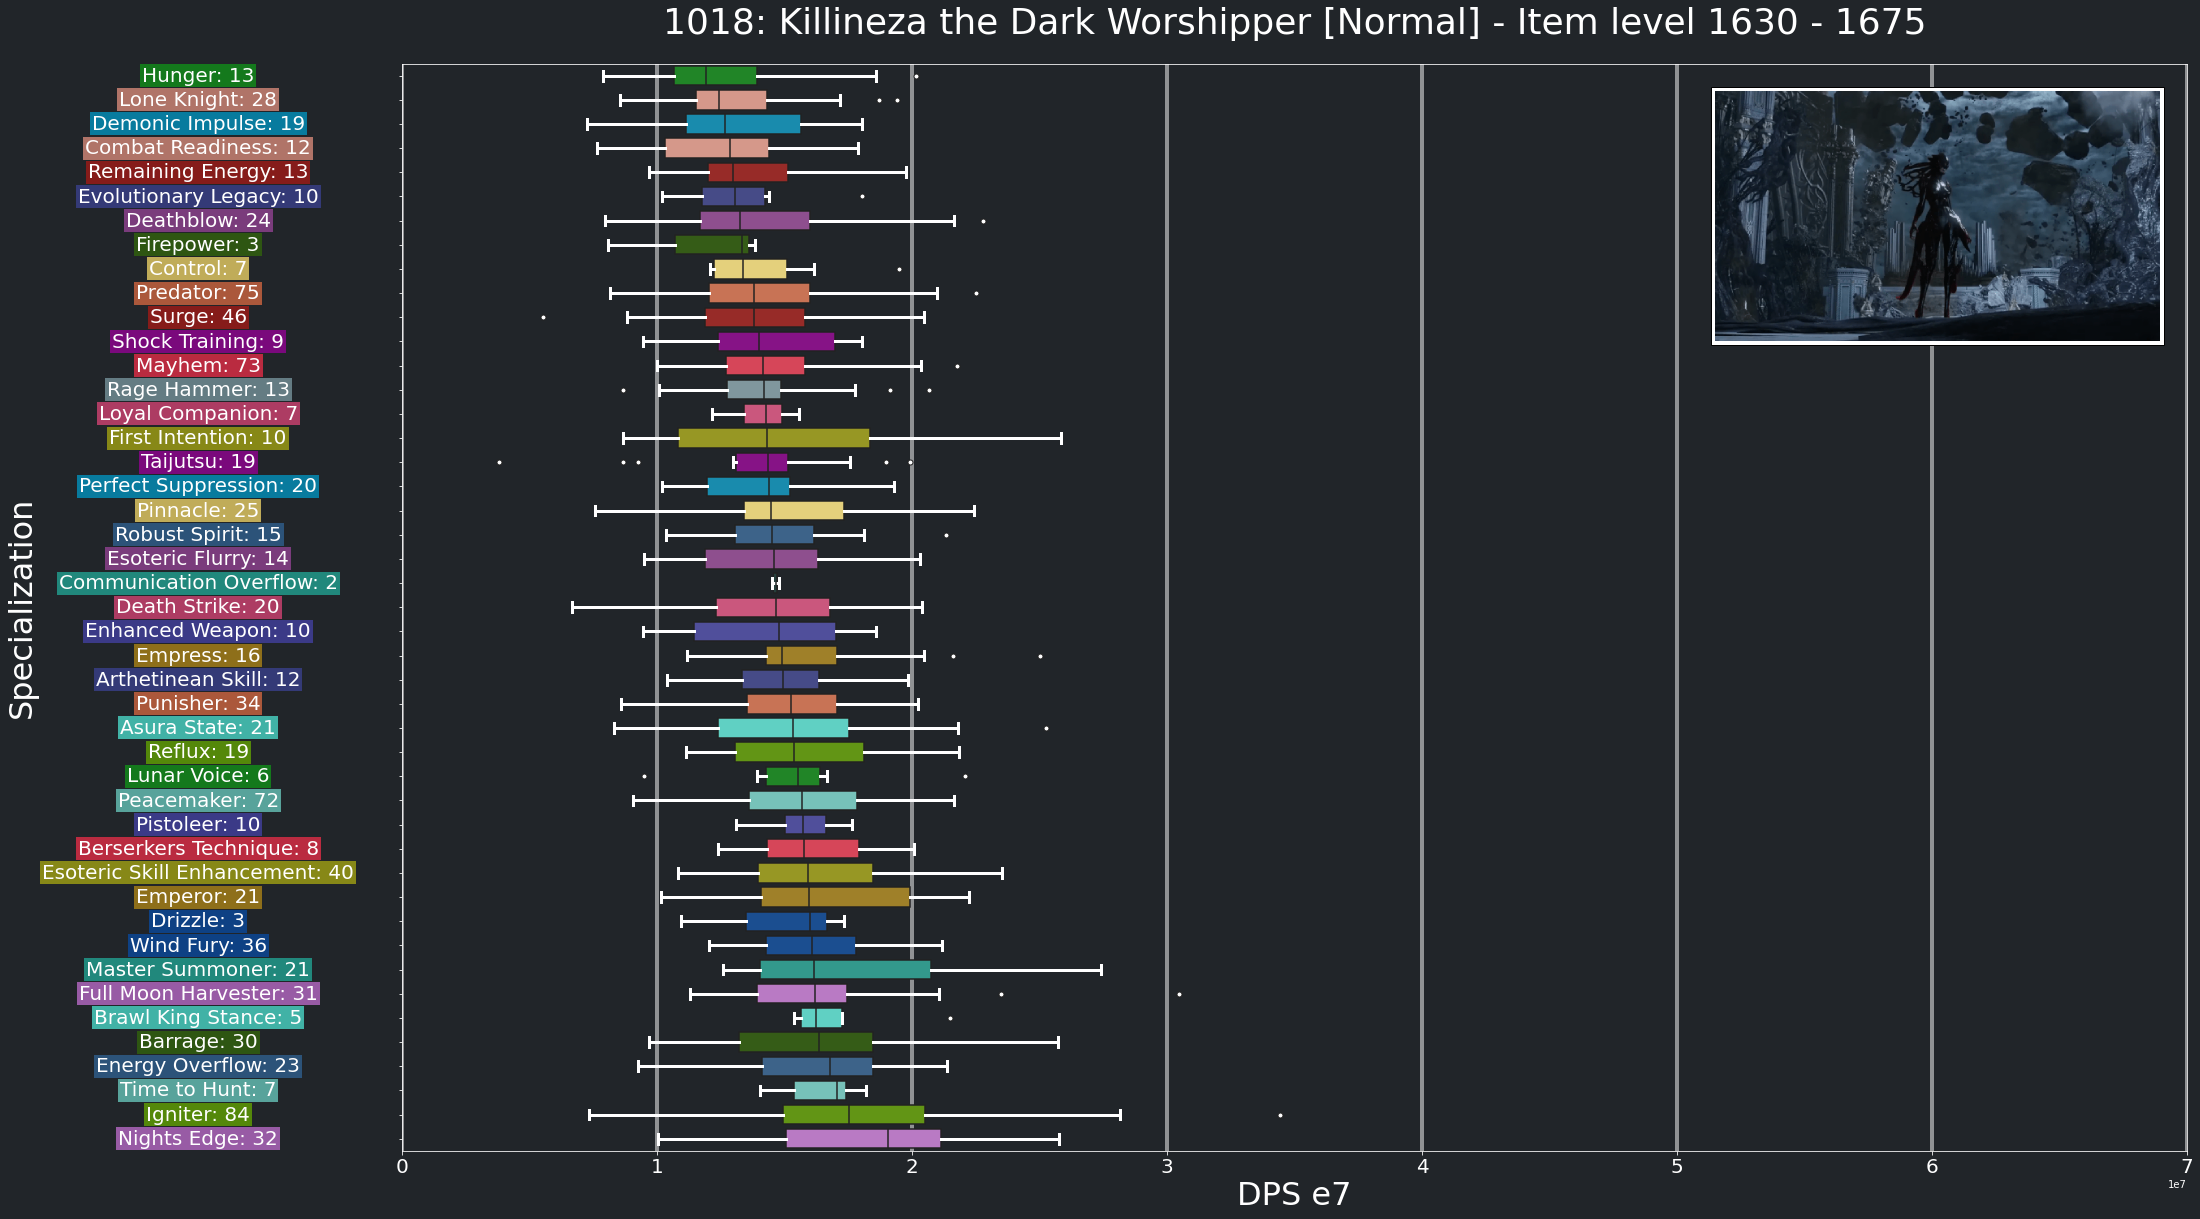 1018: Killineza the Dark Worshipper [Normal] - Item level 1630 - 1675
Specialization
Hunger: 13
Lone Knight: 28
Demonic Impulse: 19
Combat Readiness: 12
Remaining Energy: 13
Evolutionary Legacy: 10
Deathblow: 24
Firepower: 3
Control: 7
Predator: 75
Surge: 46
Shock Training: 9
Mayhem: 73
Rage Hammer: 13
Loyal Companion: 7
First Intention: 10
Taijutsu: 19
Perfect Suppression: 20
Pinnacle: 25
Robust Spirit: 15
Esoteric Flurry: 14
Communication Overflow: 2
Death Strike: 20
Enhanced Weapon: 10
Empress: 16
Arthetinean Skill: 12
Punisher: 34
Asura State: 21
Reflux: 19
Lunar Voice: 6
Peacemaker: 72
Pistoleer: 10
Berserkers Technique: 8
Esoteric Skill Enhancement: 40
Emperor: 21
Drizzle: 3
Wind Fury: 36
Master Summoner: 21
Full Moon Harvester: 31
Brawl King Stance: 5
Barrage: 30
Energy Overflow: 23
Time to Hunt: 7
Igniter: 84
Nights Edge: 32
0 1 2 3 4 5 6 7
1e7
DPS e7